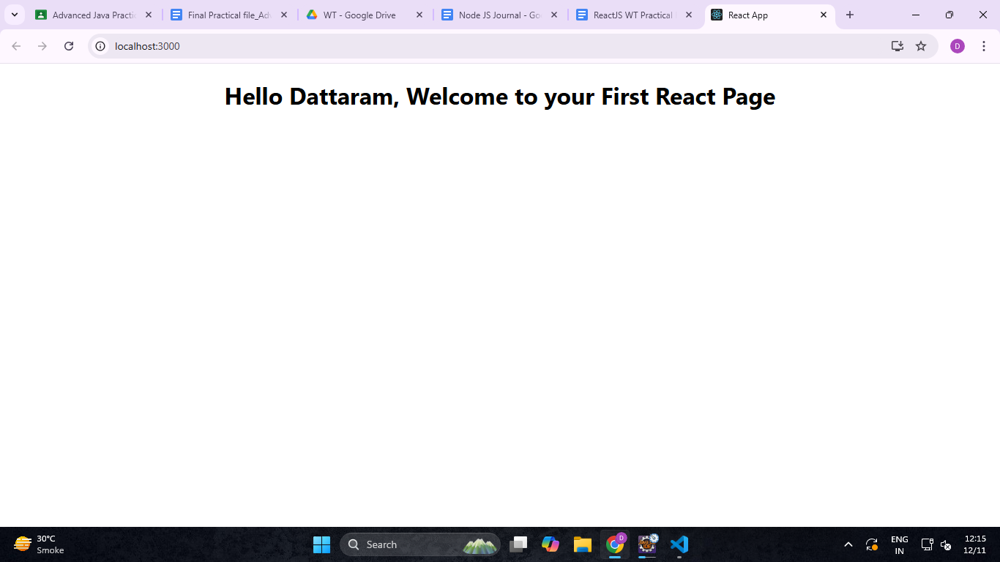 Advanced Java Practic
Final Practical file_Adv
WT - Google Drive
Node JS Journal - Goo
ReactJS WT Practical
React App
localhost:3000
D
Hello Dattaram, Welcome to your First React Page
30°C
Smoke
Search
D
ENG
IN
12:15
12/11